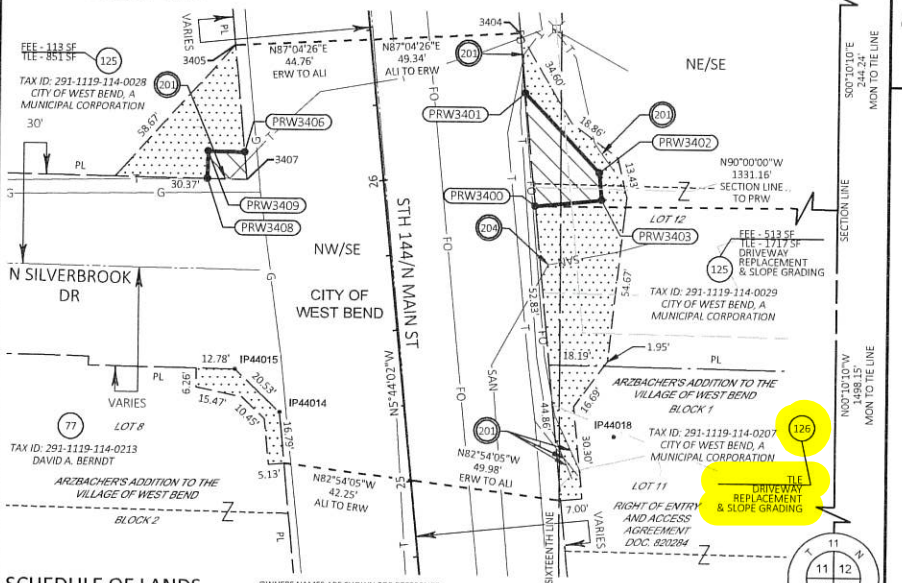 3404
VARIES
PL
3405
N87°04'26"E
44.76'
ERW TO ALI
N87°04'26"E
49.34'
ALI TO ERW
201
T
FO
34.60'
NE/SE
S00°10'10"E
244.24'
MON TO TIE LINE
FEE - 113 SF
TLE - 851 SF
125
TAX ID: 291-1119-114-0028
CITY OF WEST BEND, A
MUNICIPAL CORPORATION
201
58.67'
30'
PRW3406
3407
PL
T
G
30.37'
PRW3409
PRW3408
26
PRW3401
18.86'
201
PRW3402
13.43'
N90°00'00"W
1331.16'
SECTION LINE
TO PRW
Z
SECTION LINE
PRW3400
LOT 12
PRW3403
204
SAN
FEE - 513 SF
TLE - 1717 SF
DRIVEWAY
REPLACEMENT
& SLOPE GRADING
125
TAX ID: 291-1119-114-0029
CITY OF WEST BEND, A
MUNICIPAL CORPORATION
NW/SE
N SILVERBROOK
DR
CITY OF
WEST BEND
STH 144/N MAIN ST
N5°44'02"W
52.83'
54.67'
18.19'
1.95'
PL
SAN
FO
12.78'
IP44015
PL
6.26'
20.53'
15.47'
10.45'
IP44014
16.79'
VARIES
77
LOT 8
TAX ID: 291-1119-114-0213
DAVID A. BERNDT
5.13'
ARZBACHER'S ADDITION TO THE
VILLAGE OF WEST BEND
BLOCK 2
Z
PL
N82°54'05"W
42.25'
ALI TO ERW
25
201
N82°54'05"W
49.98
ERW TO ALI
44.86'
16.69'
30.30'
7.00'
ARZBACHER'S ADDITION TO THE
VILLAGE OF WEST BEND
BLOCK 1
IP44018
TAX ID: 291-1119-114-0207
CITY OF WEST BEND, A
MUNICIPAL CORPORATION
126
LOT 11
TLE
DRIVEWAY
REPLACEMENT
& SLOPE GRADING
RIGHT OF ENTRY
AND ACCESS
AGREEMENT
DOC. 820284
Z
VARIES
SIXTEENTH LINE
N00°10'10"W
1498.15'
MON TO TIE LINE
T 11 N
11 12
SCHEDULE OF LANDS